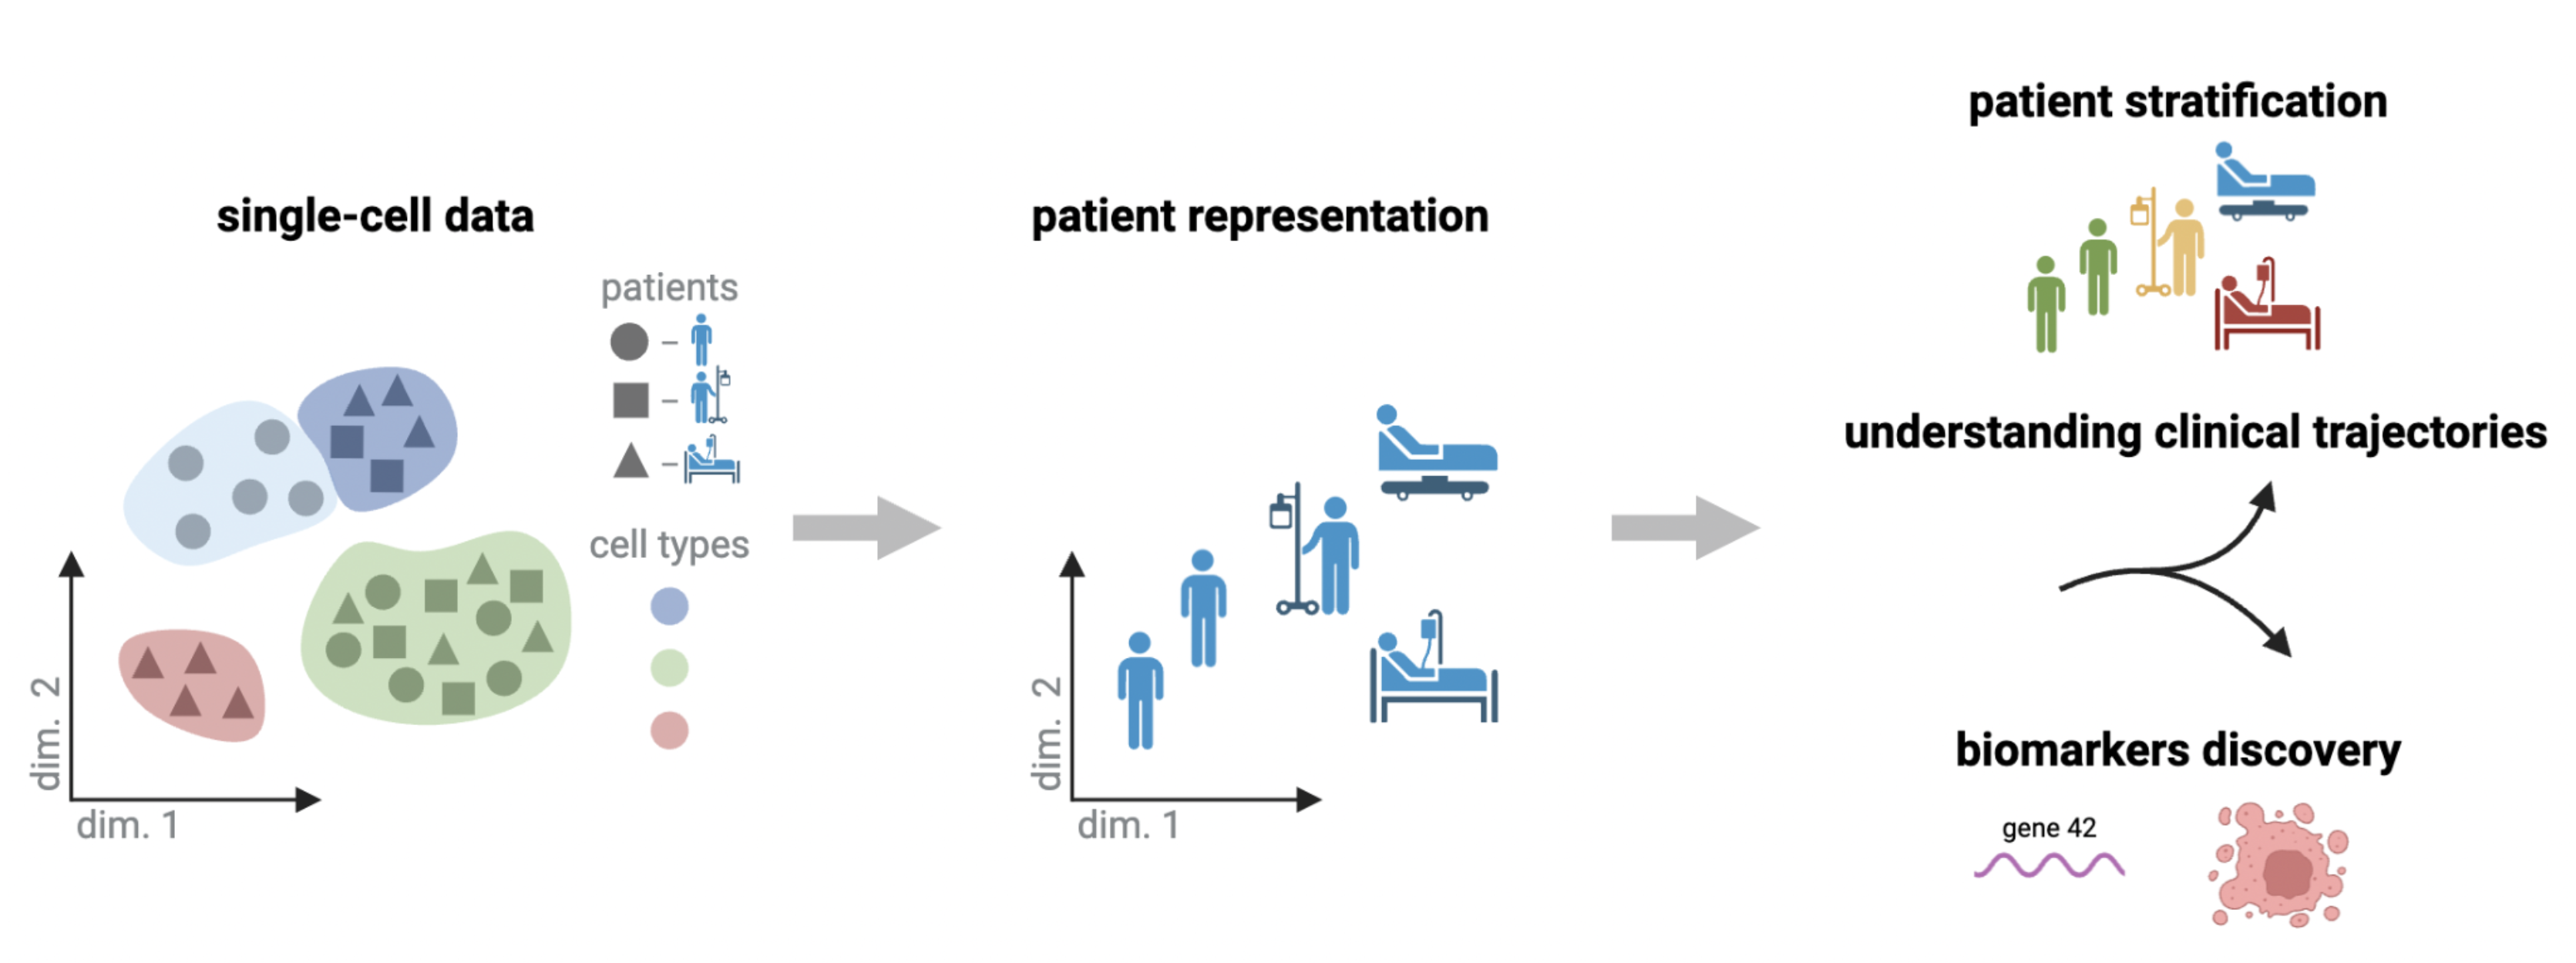 single-cell data
patients
cell types
dim. 2
dim. 1
patient representation
dim. 2
dim. 1
patient stratification
understanding clinical trajectories
biomarkers discovery
gene 42